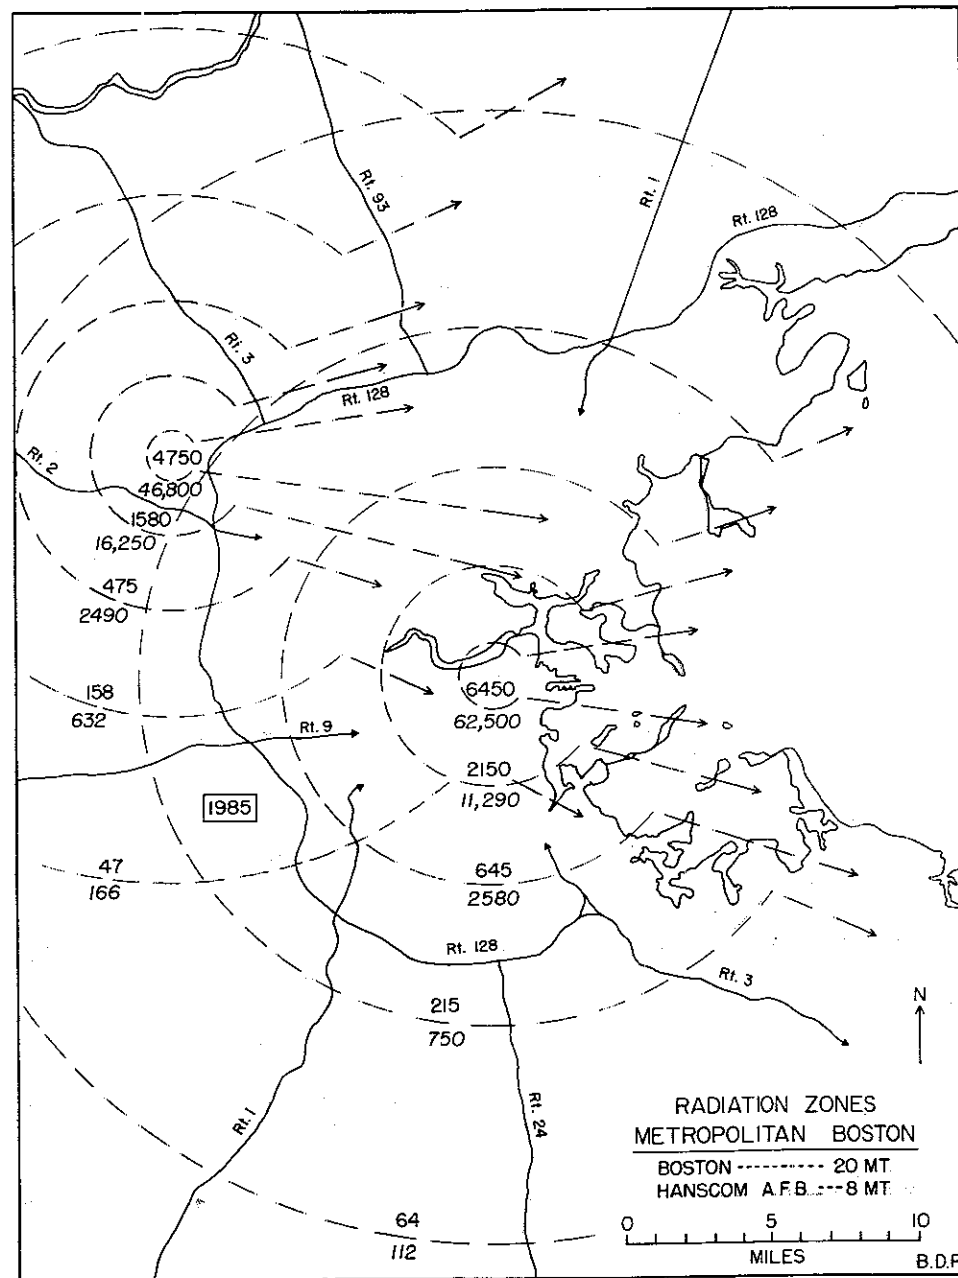 Rt. 93
Rt. 1
Rt. 128
Rt. 3
Rt. 128
Rt. 2
4750
46,800
1580
16,250
475
2490
158
632
6450
62,500
Rt. 9
2150
11,290
1985
47
166
645
2580
Rt. 128
Rt. 3
215
750
N
Rt. 1
Rt. 24
RADIATION ZONES
METROPOLITAN BOSTON
BOSTON ---------- 20 MT.
HANSCOM A.F.B. --- 8 MT.
64
112
0 5 10
MILES
B.D.P.